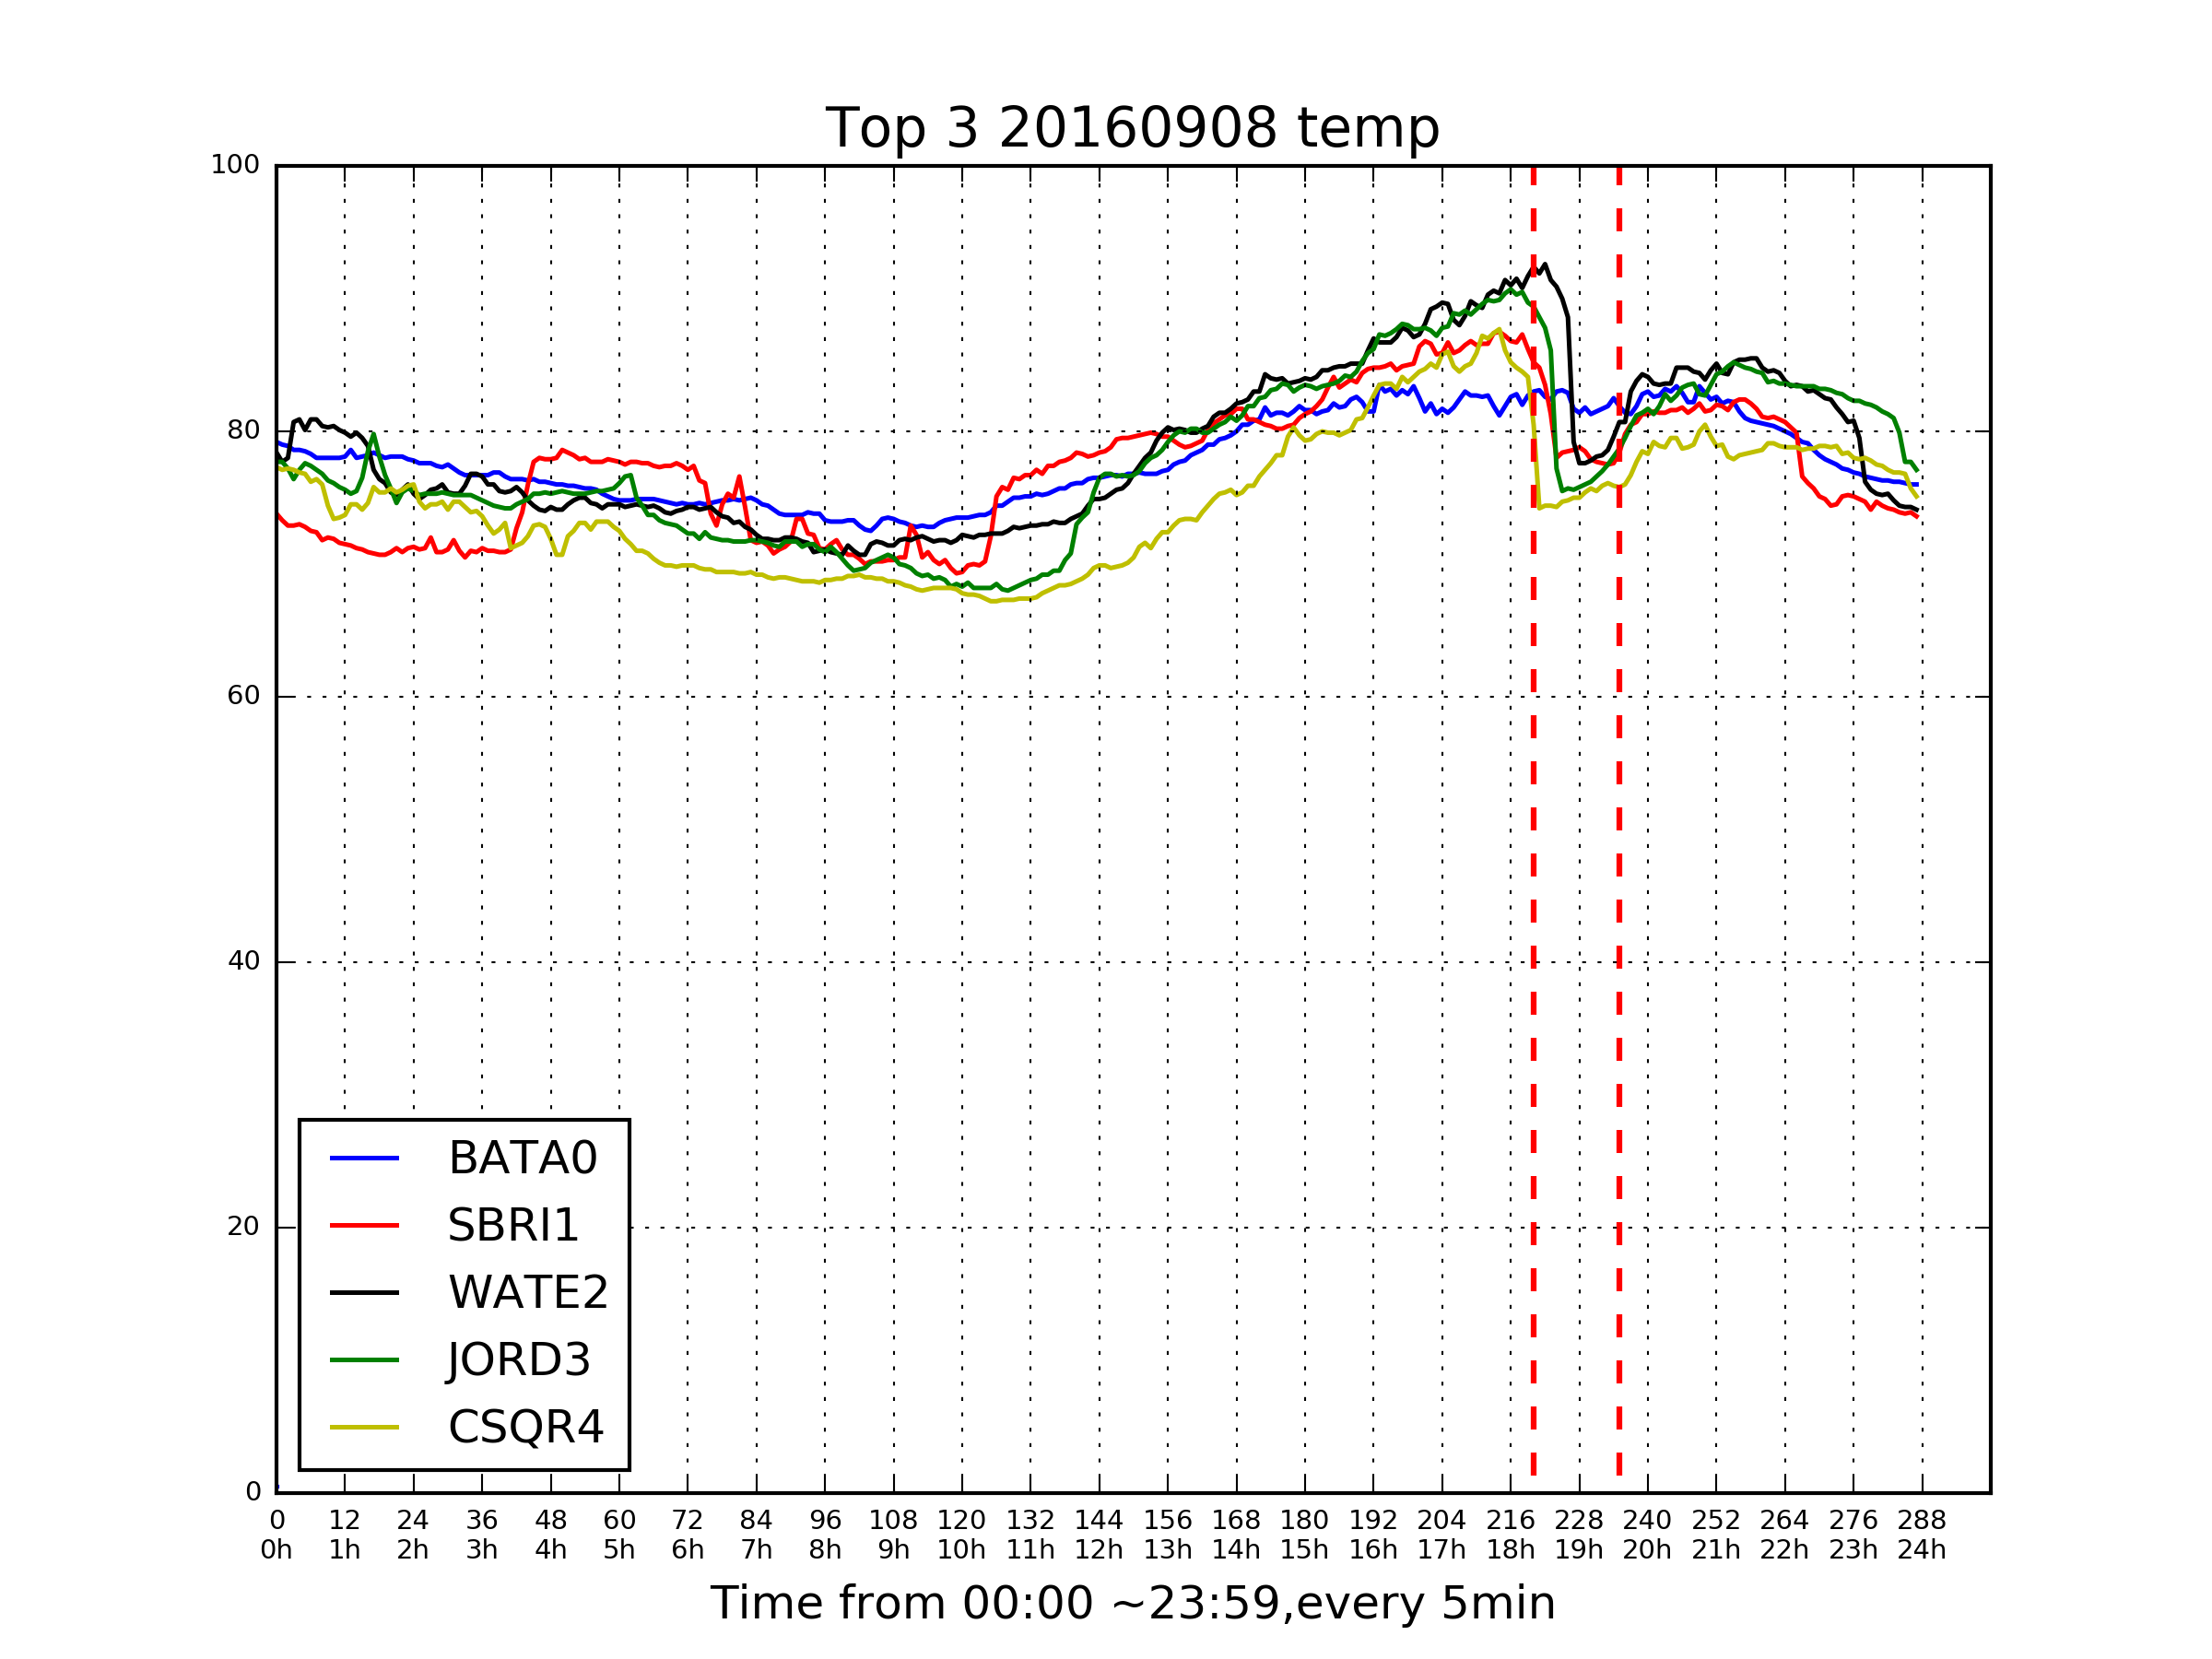 Top 3 20160908 temp
100
80
60
40
20
0
BATA0
SBRI1
WATE2
JORD3
CSQR4
0 12 24 36 48 60 72 84 96 108 120 132 144 156 168 180 192 204 216 228 240 252 264 276 288
0h 1h 2h 3h 4h 5h 6h 7h 8h 9h 10h 11h 12h 13h 14h 15h 16h 17h 18h 19h 20h 21h 22h 23h 24h
Time from 00:00 ~23:59,every 5min